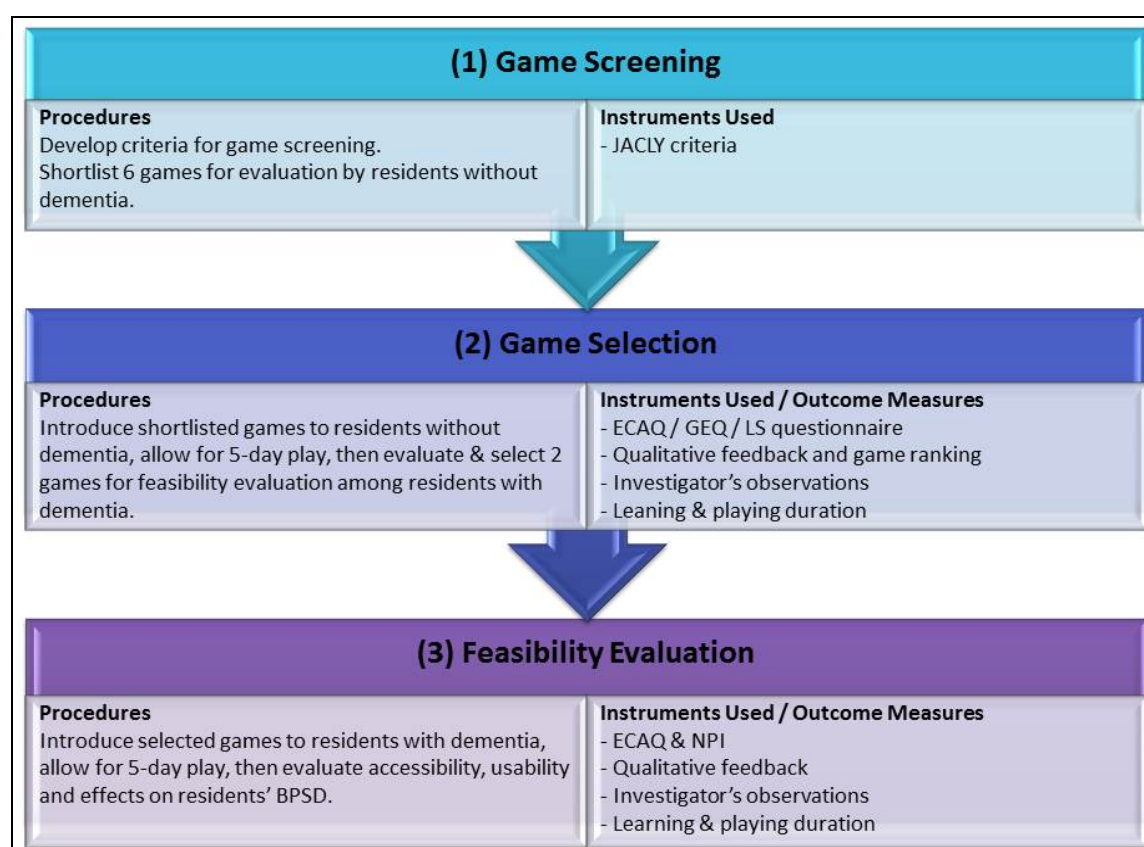 (1) Game Screening
Procedures
Develop criteria for game screening.
Shortlist 6 games for evaluation by residents without
dementia.
Instruments Used
- JACLY criteria
(2) Game Selection
Procedures
Introduce shortlisted games to residents without
dementia, allow for 5-day play, then evaluate & select 2
games for feasibility evaluation among residents with
dementia.
Instruments Used / Outcome Measures
- ECAQ / GEQ / LS questionnaire
- Qualitative feedback and game ranking
- Investigator’s observations
- Leaning & playing duration
(3) Feasibility Evaluation
Procedures
Introduce selected games to residents with dementia,
allow for 5-day play, then evaluate accessibility, usability
and effects on residents’ BPSD.
Instruments Used / Outcome Measures
- ECAQ & NPI
- Qualitative feedback
- Investigator’s observations
- Learning & playing duration